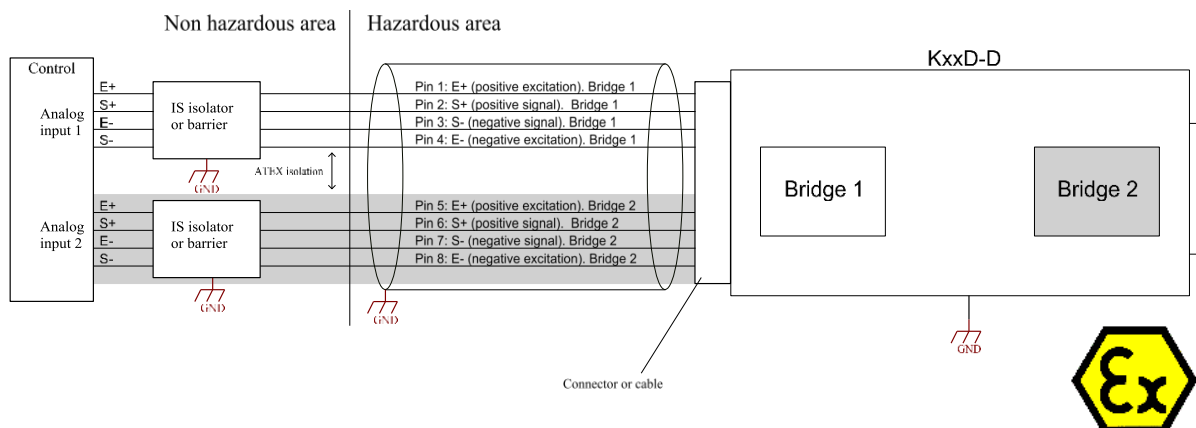 Non hazardous area
Hazardous area
KxxD-D
Control
Analog
input 1
E+
S+
E-
S-
IS isolator
or barrier
GND
ATEX isolation
Pin 1: E+ (positive excitation). Bridge 1
Pin 2: S+ (positive signal). Bridge 1
Pin 3: S- (negative signal). Bridge 1
Pin 4: E- (negative excitation). Bridge 1
Analog
input 2
E+
S+
E-
S-
IS isolator
or barrier
GND
Pin 5: E+ (positive excitation). Bridge 2
Pin 6: S+ (positive signal). Bridge 2
Pin 7: S- (negative signal). Bridge 2
Pin 8: E- (negative excitation). Bridge 2
GND
Bridge 1
Bridge 2
GND
Connector or cable
Ex